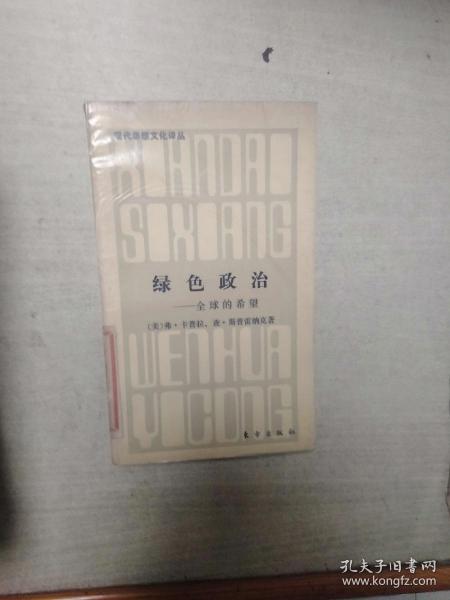 现代思想文化译丛
XIANDAI
SIXIANG
绿色政治
——全球的希望
〔美〕弗·卡普拉、查·斯普雷纳克著
WENHUA
YICONG
东方出版社
孔夫子旧书网
www.kongfz.com